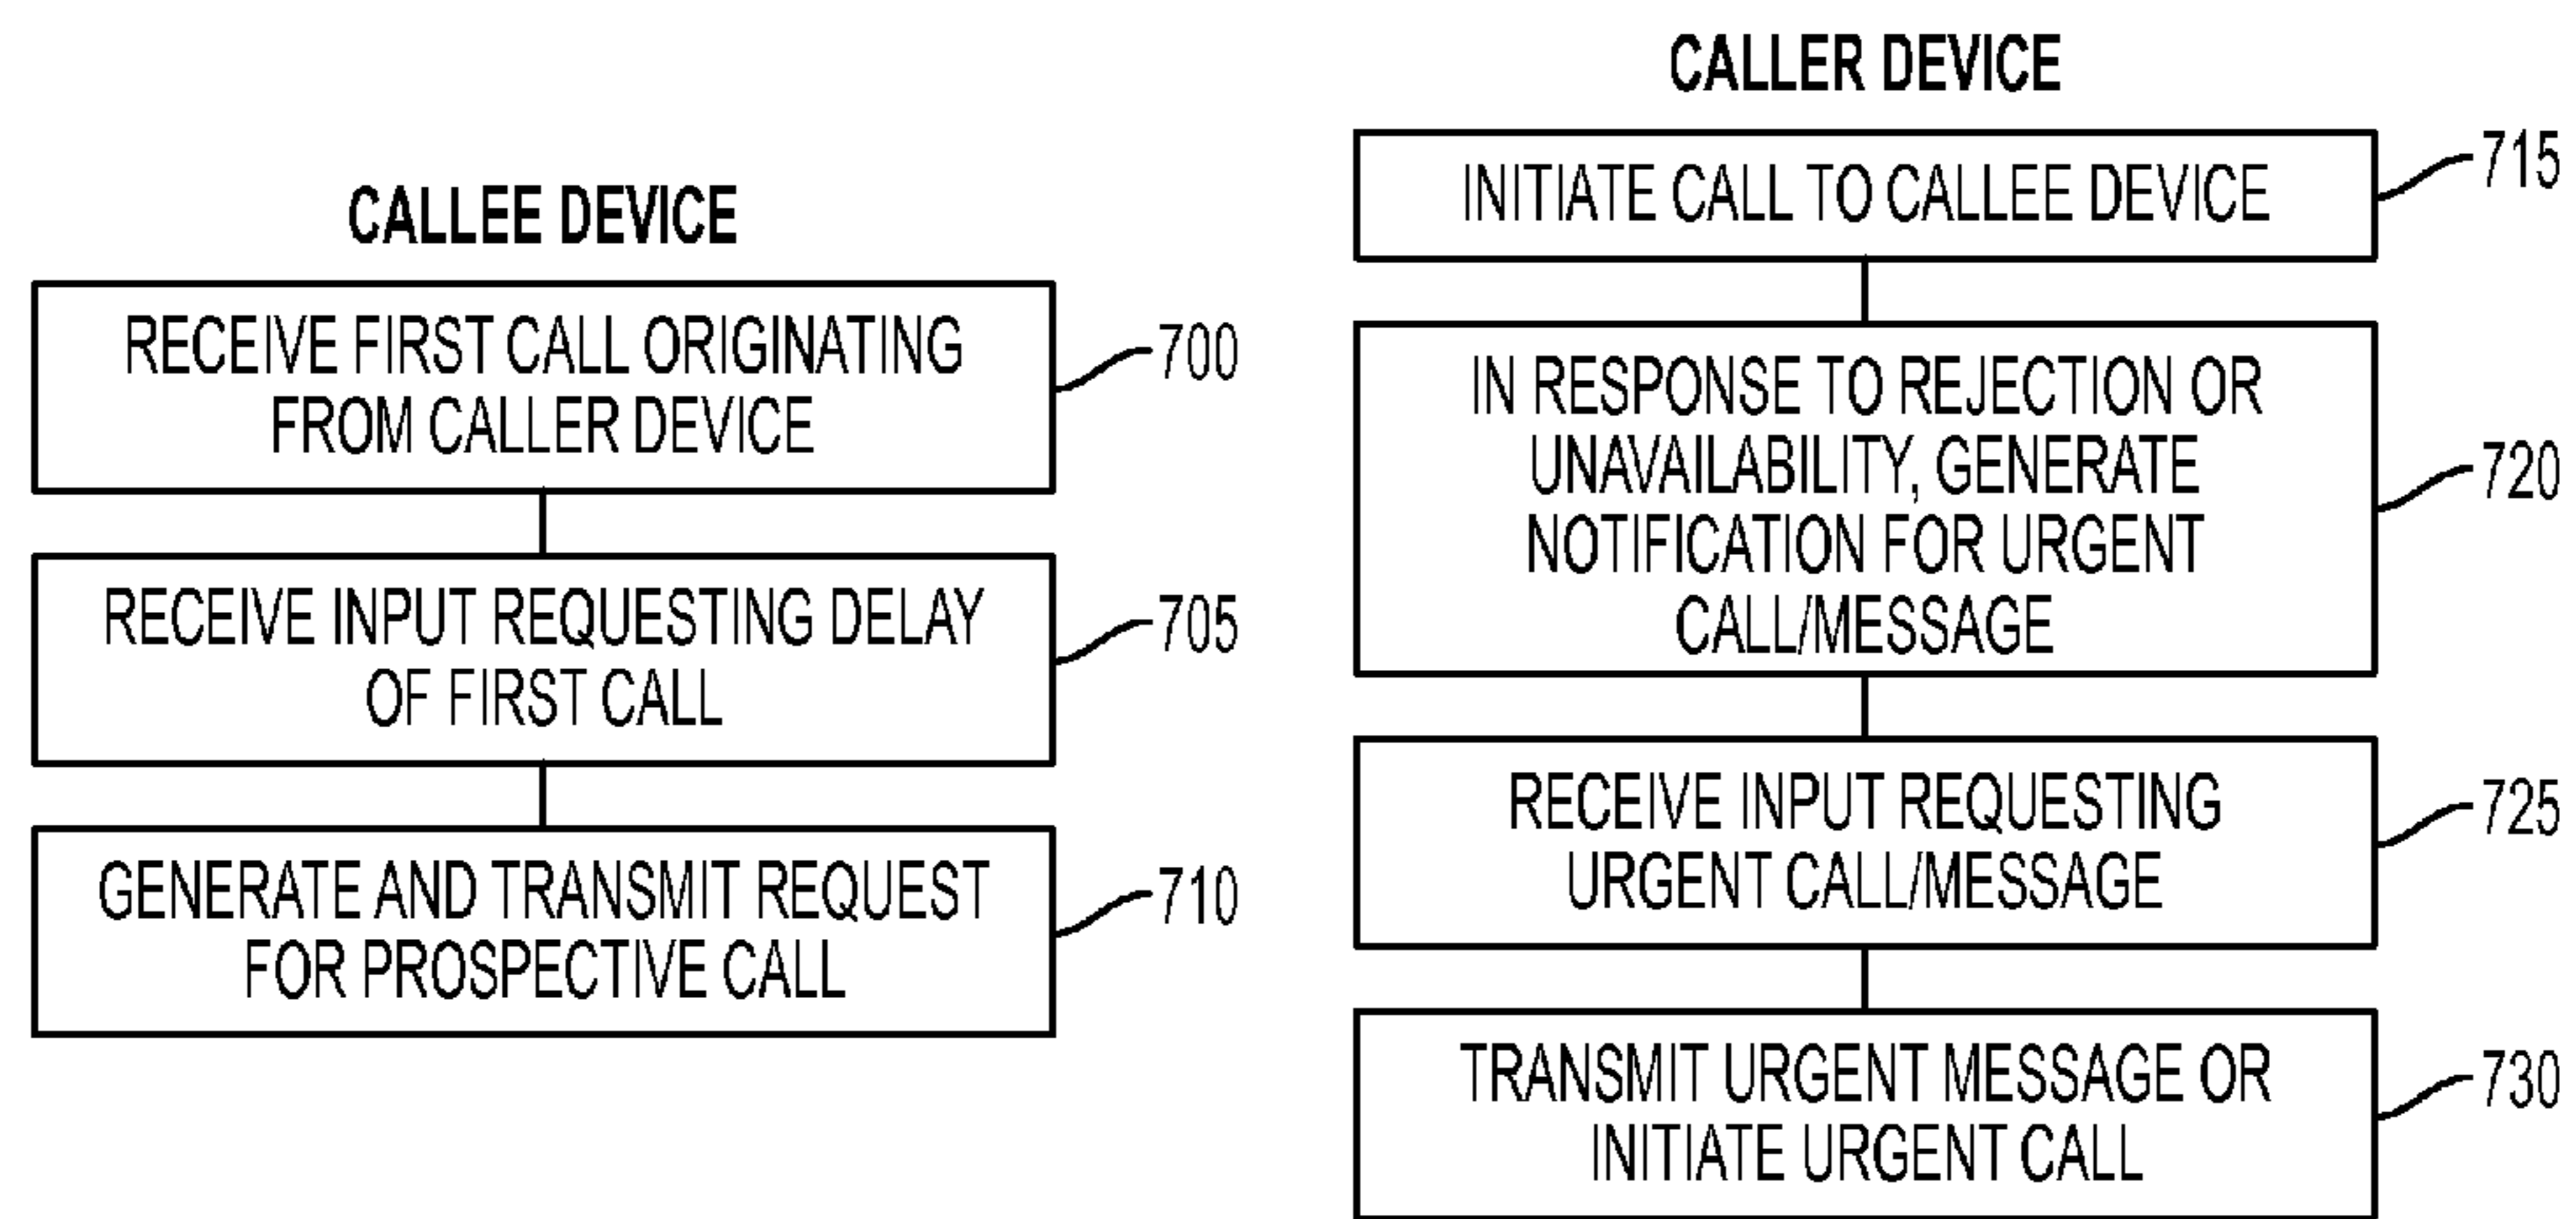 CALLEE DEVICE
RECEIVE FIRST CALL ORIGINATING
FROM CALLER DEVICE
700
RECEIVE INPUT REQUESTING DELAY
OF FIRST CALL
705
GENERATE AND TRANSMIT REQUEST
FOR PROSPECTIVE CALL
710
CALLER DEVICE
INITIATE CALL TO CALLEE DEVICE
715
IN RESPONSE TO REJECTION OR
UNAVAILABILITY, GENERATE
NOTIFICATION FOR URGENT
CALL/MESSAGE
720
RECEIVE INPUT REQUESTING
URGENT CALL/MESSAGE
725
TRANSMIT URGENT MESSAGE OR
INITIATE URGENT CALL
730